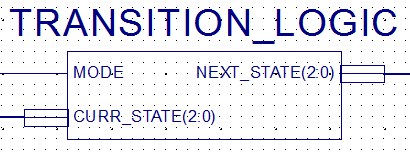 TRANSITION_LOGIC
MODE NEXT_STATE(2:0)
CURR_STATE(2:0)